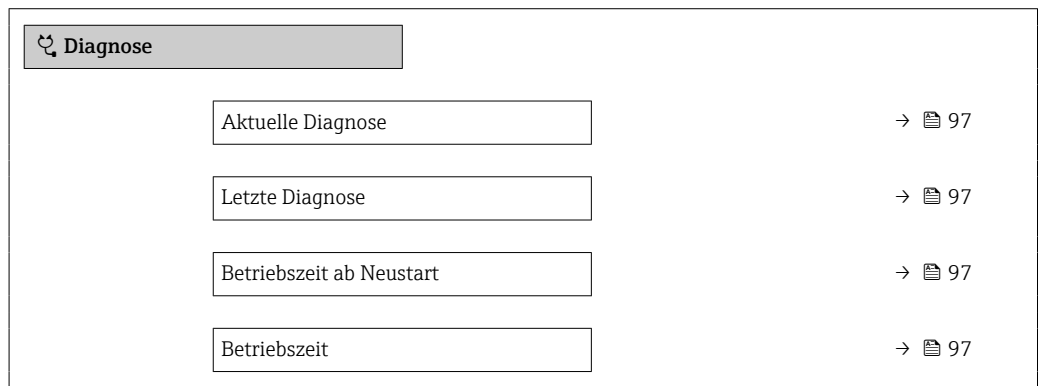 Diagnose
Aktuelle Diagnose → 97
Letzte Diagnose → 97
Betriebszeit ab Neustart → 97
Betriebszeit → 97